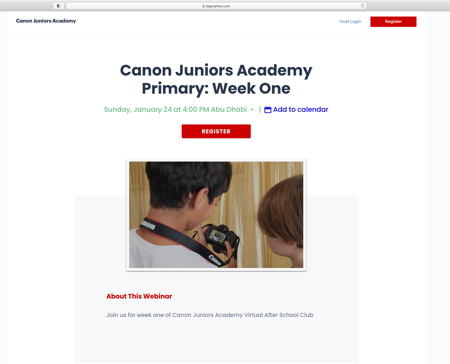 bigmarker.com
Canon Juniors Academy
Host Login
Register
Canon Juniors Academy
Primary: Week One
Sunday, January 24 at 4:00 PM Abu Dhabi | Add to calendar
REGISTER
Canon
Canon
About This Webinar
Join us for week one of Canon Juniors Academy Virtual After School Club